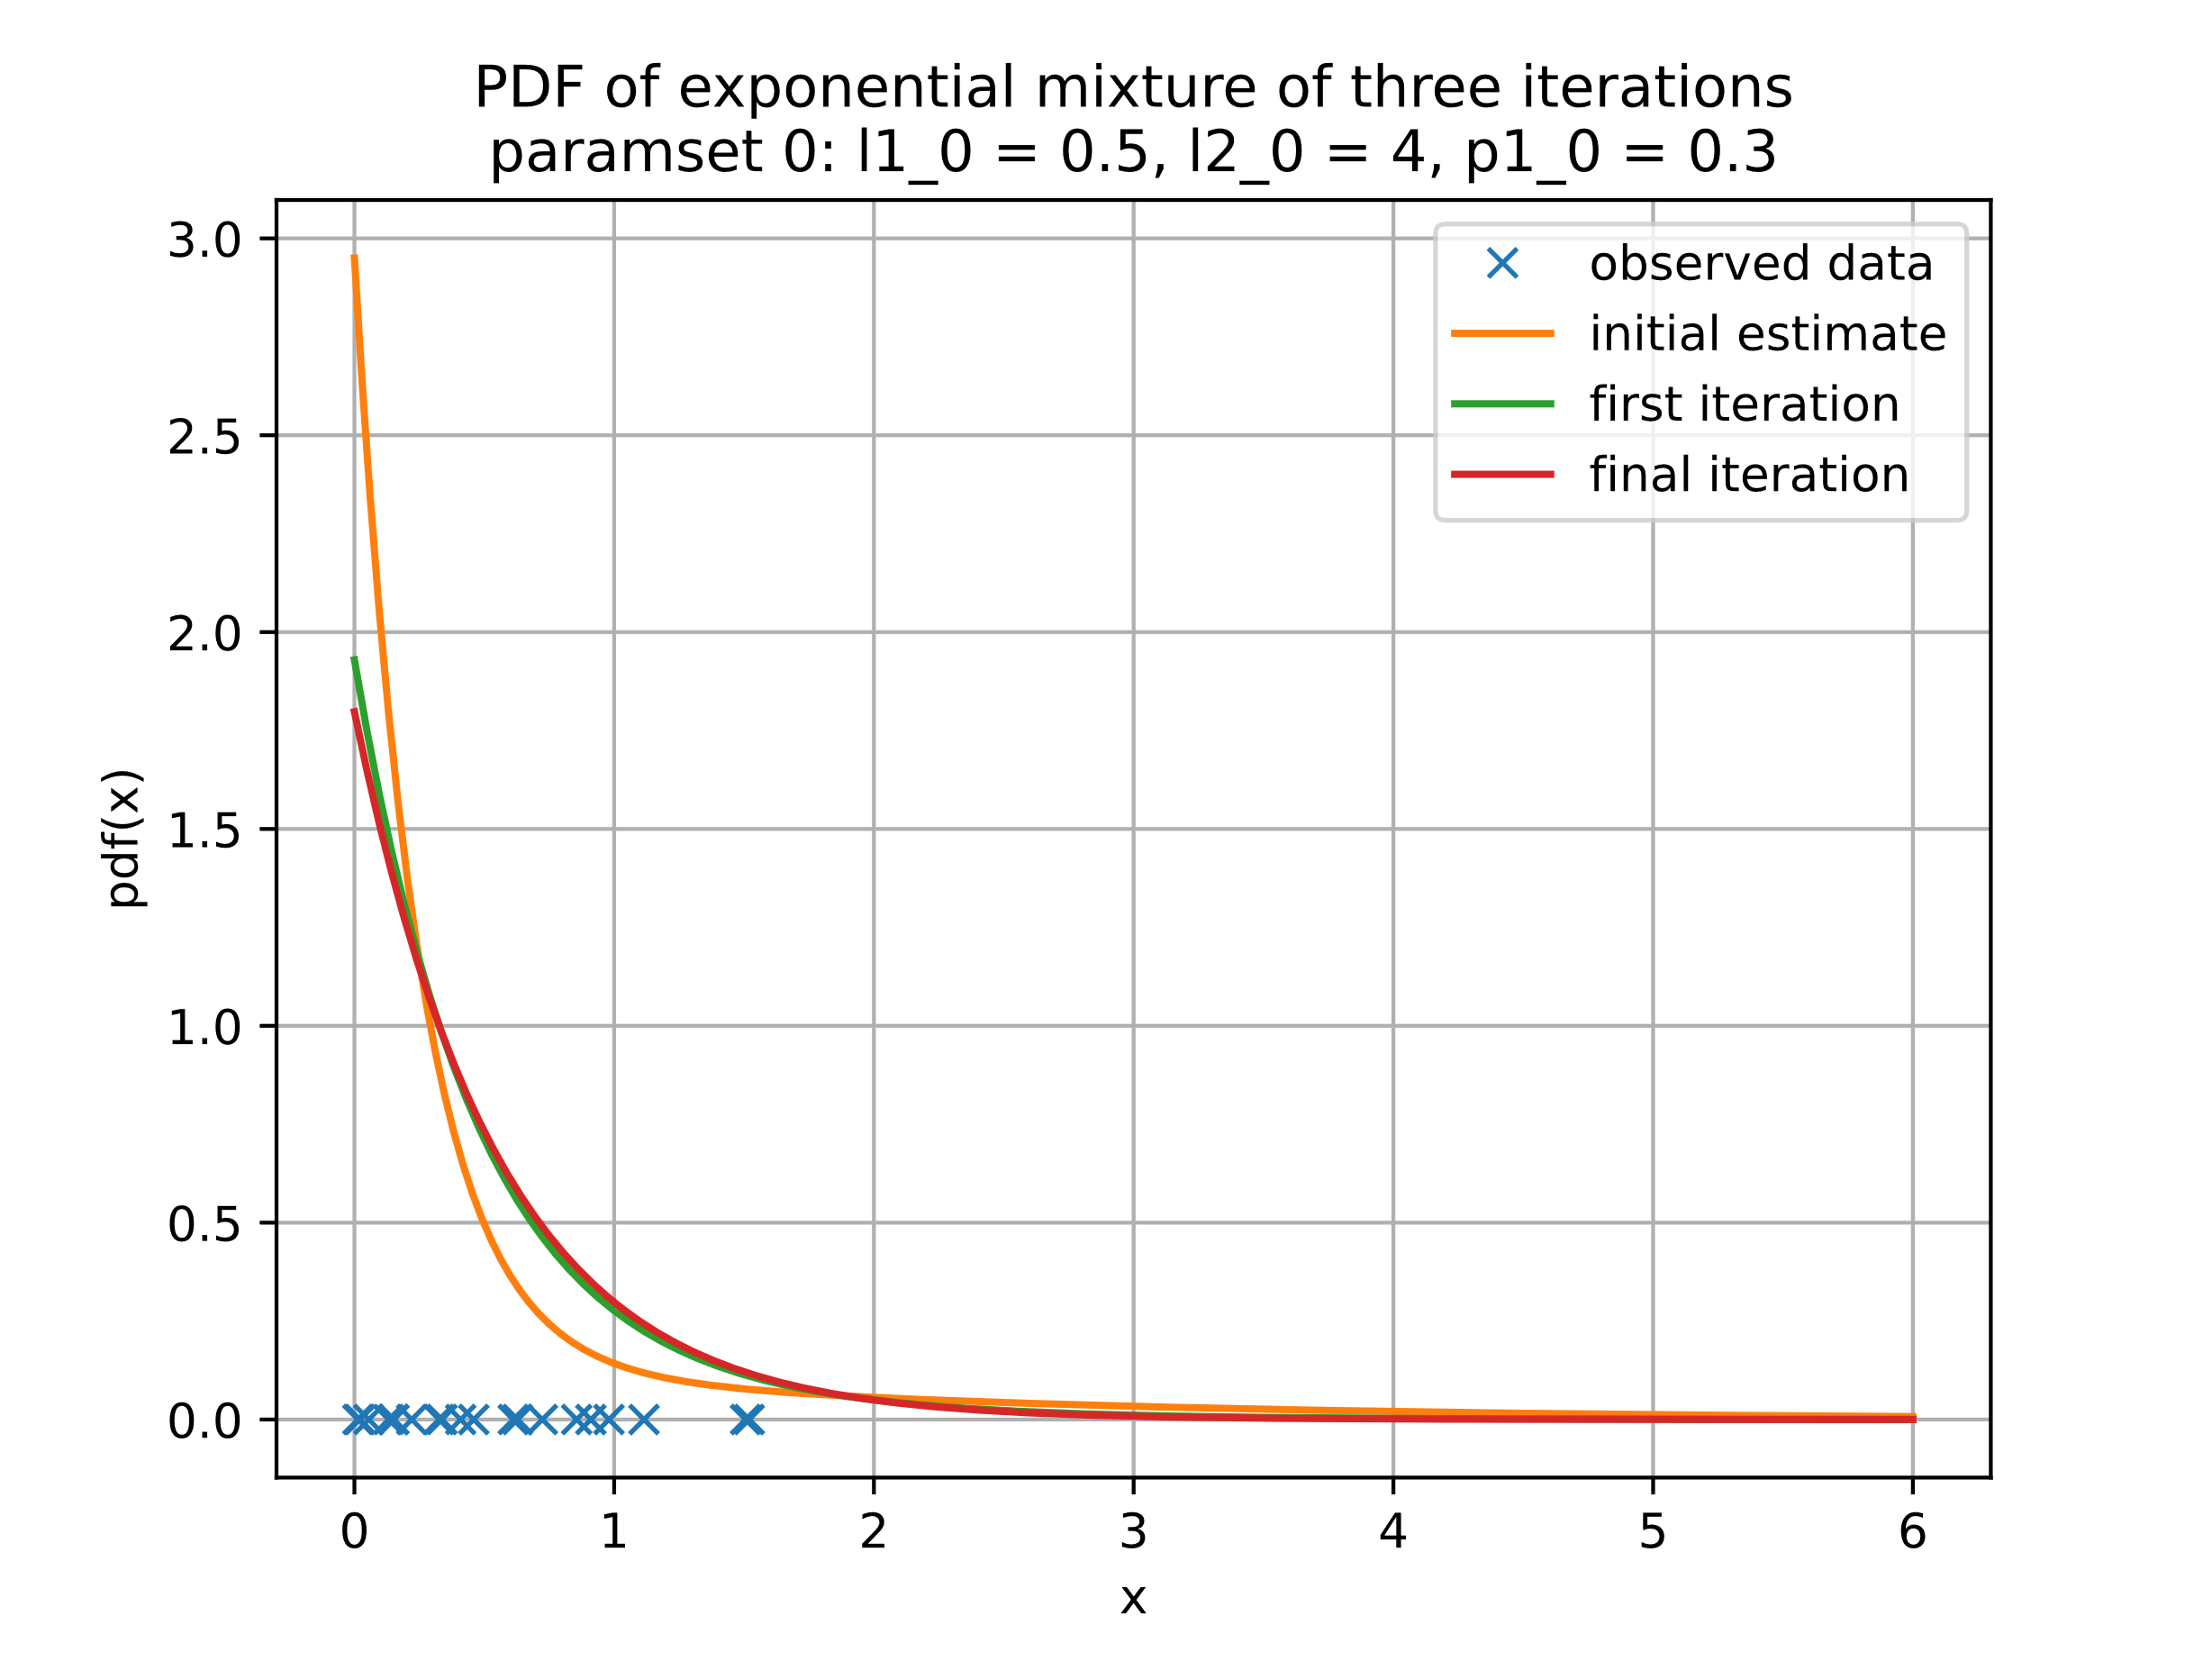 PDF of exponential mixture of three iterations
paramset 0: l1_0 = 0.5, l2_0 = 4, p1_0 = 0.3
observed data
initial estimate
first iteration
final iteration
3.0
2.5
2.0
1.5
1.0
0.5
0.0
pdf(x)
0 1 2 3 4 5 6
x